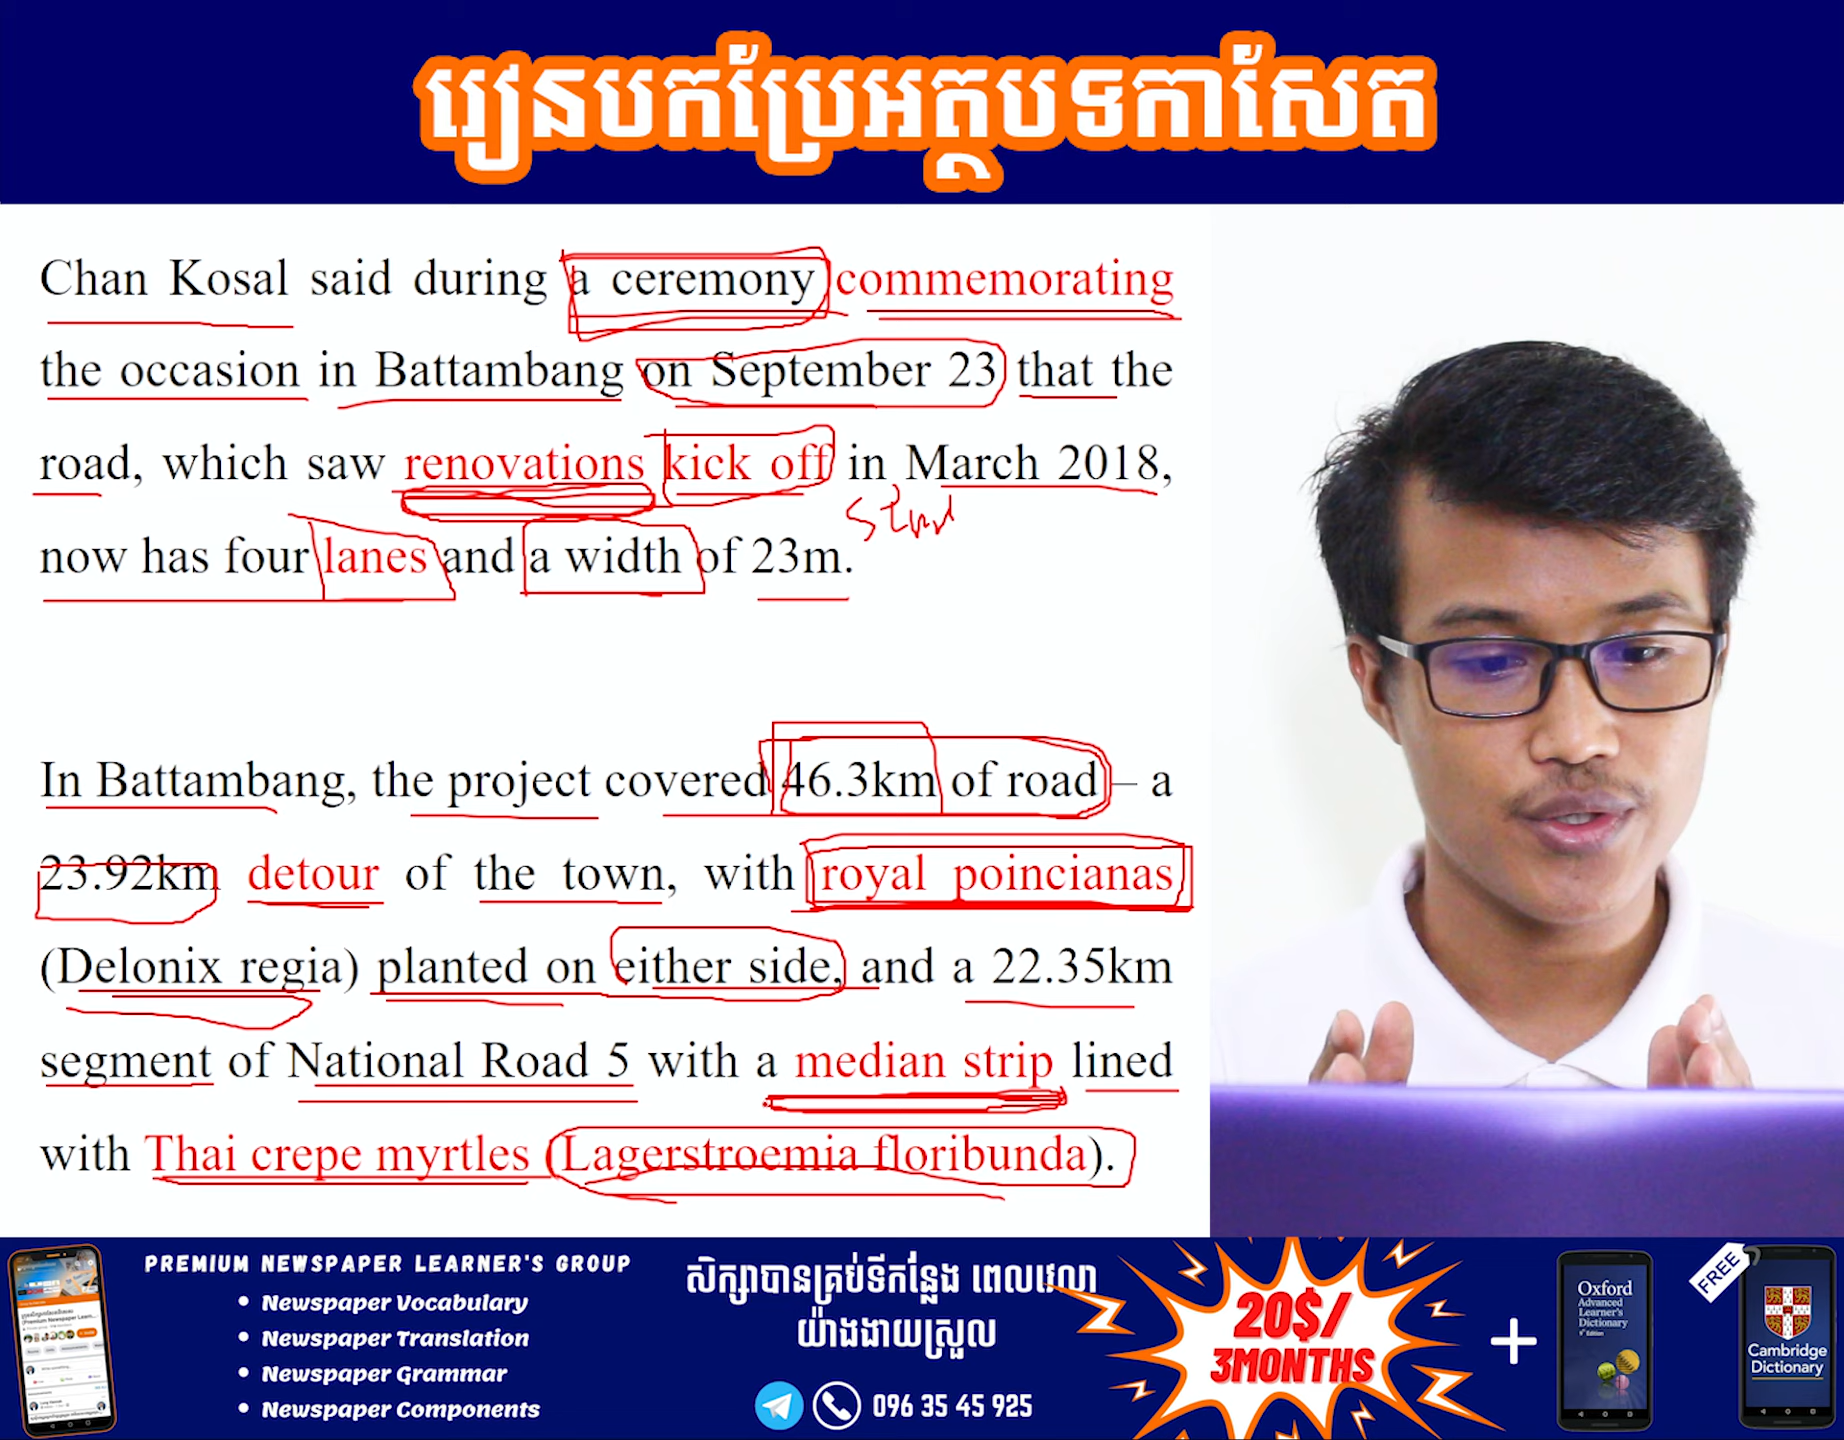 រៀនបកប្រែអត្ថបទកាសែត
Chan Kosal said during a ceremony commemorating
the occasion in Battambang on September 23 that the
road, which saw renovations kick off in March 2018,
start
now has four lanes and a width of 23m.
In Battambang, the project covered 46.3km of road – a
23.92km detour of the town, with royal poincianas
(Delonix regia) planted on either side, and a 22.35km
segment of National Road 5 with a median strip lined
with Thai crepe myrtles (Lagerstroemia floribunda).
PREMIUM NEWSPAPER LEARNER'S GROUP
• Newspaper Vocabulary
• Newspaper Translation
• Newspaper Grammar
• Newspaper Components
សិក្សាបានគ្រប់ទីកន្លែង ពេលវេលា
យ៉ាងងាយស្រួល
096 35 45 925
20$/
3MONTHS
+
Oxford
Advanced
Learner's
Dictionary
9th Edition
FREE
Cambridge
Dictionary